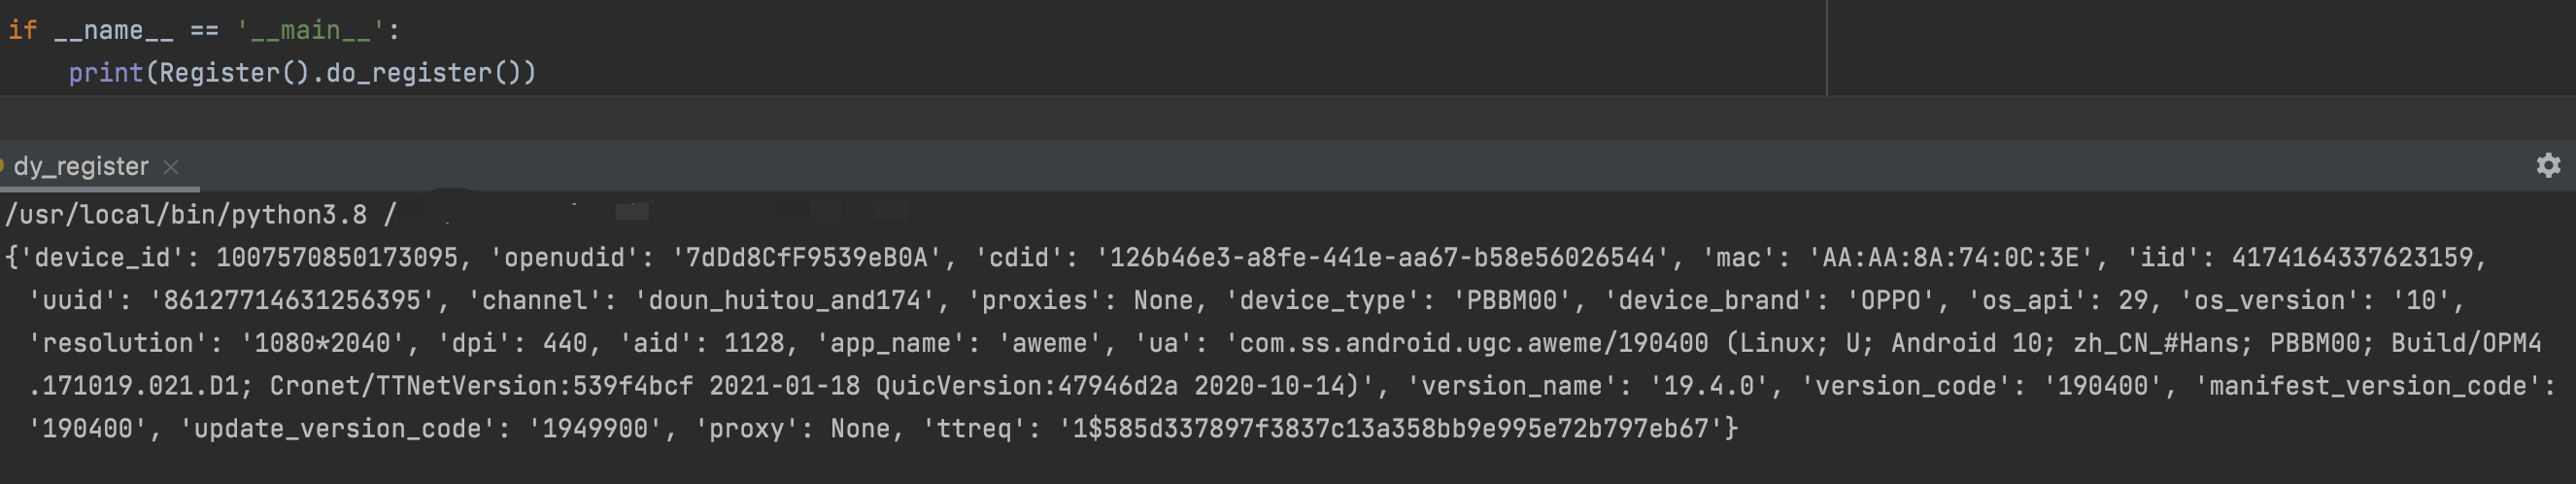 if __name__ == '__main__':
    print(Register().do_register())
dy_register
/usr/local/bin/python3.8 /
{'device_id': 1007570850173095, 'openudid': '7dDd8CfF9539eB0A', 'cdid': '126b46e3-a8fe-441e-aa67-b58e56026544', 'mac': 'AA:AA:8A:74:0C:3E', 'iid': 4174164337623159,
'uuid': '86127714631256395', 'channel': 'doun_huitou_and174', 'proxies': None, 'device_type': 'PBBM00', 'device_brand': 'OPPO', 'os_api': 29, 'os_version': '10',
'resolution': '1080*2040', 'dpi': 440, 'aid': 1128, 'app_name': 'aweme', 'ua': 'com.ss.android.ugc.aweme/190400 (Linux; U; Android 10; zh_CN_#Hans; PBBM00; Build/OPM4
.171019.021.D1; Cronet/TTNetVersion:539f4bcf 2021-01-18 QuicVersion:47946d2a 2020-10-14)', 'version_name': '19.4.0', 'version_code': '190400', 'manifest_version_code':
'190400', 'update_version_code': '1949900', 'proxy': None, 'ttreq': '1$585d337897f3837c13a358bb9e995e72b797eb67'}